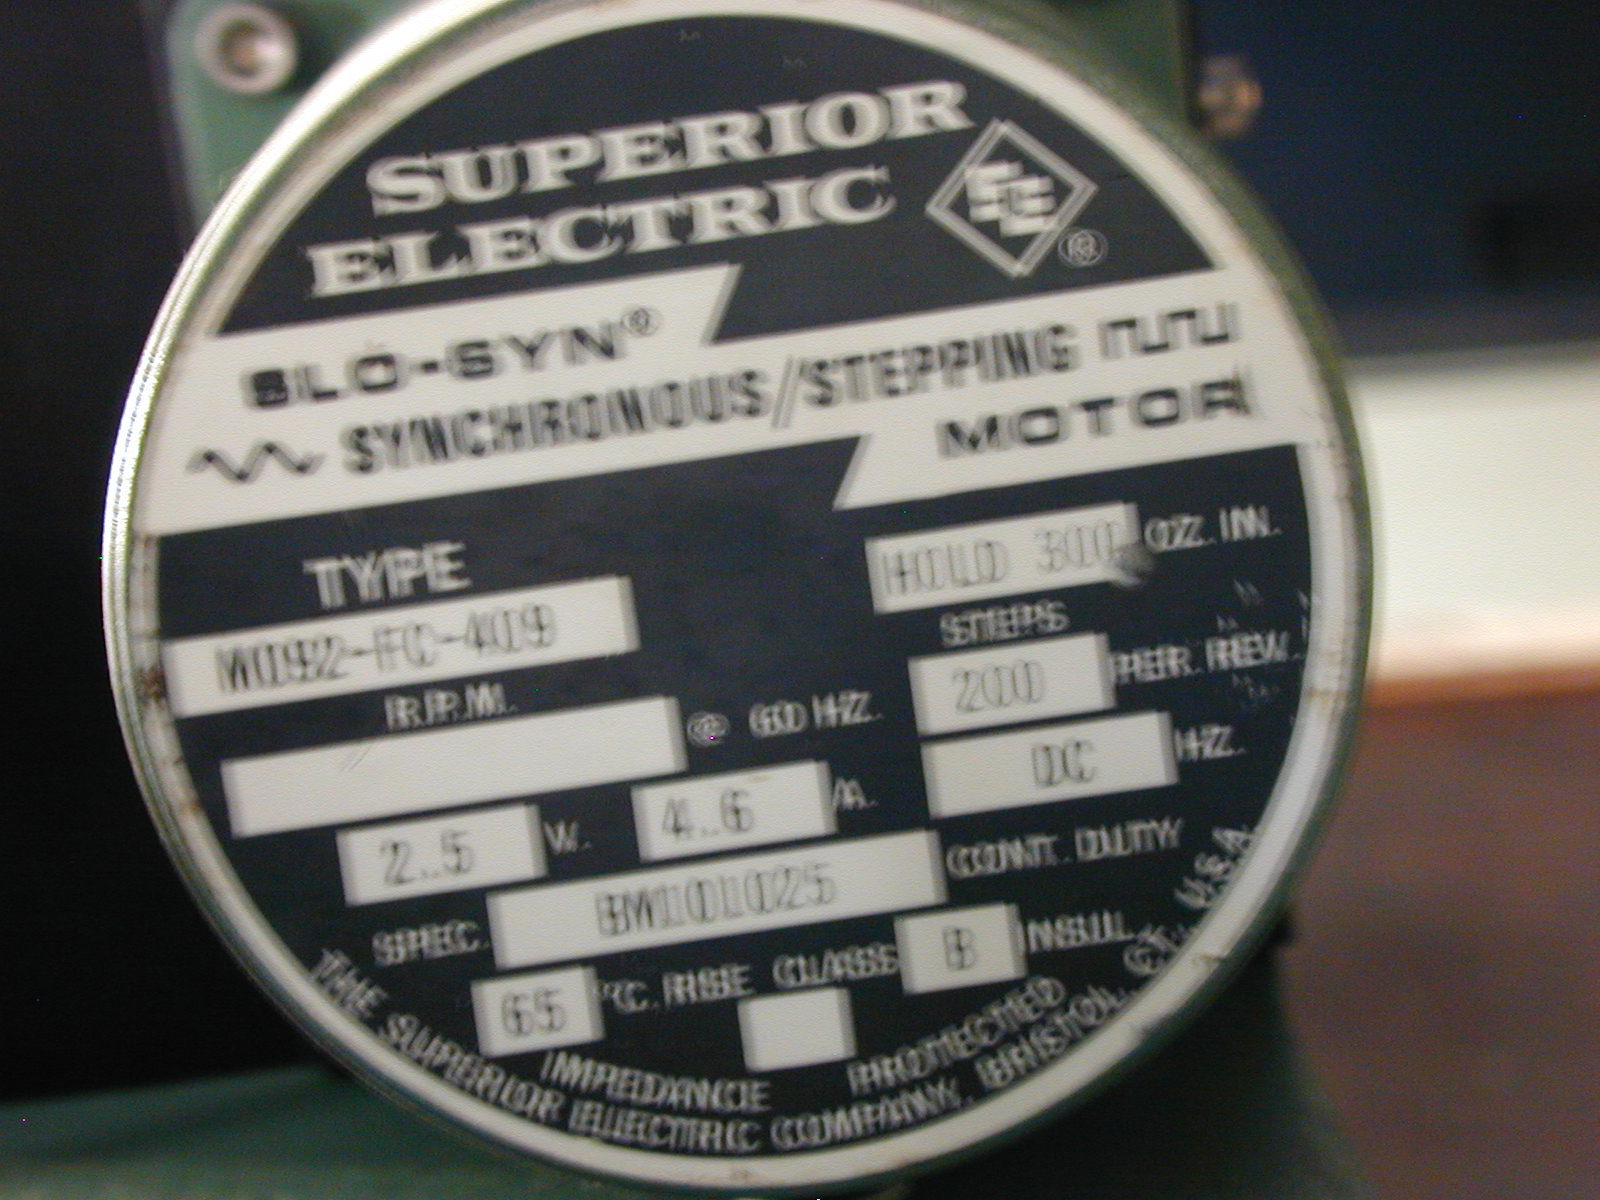 SUPERIOR
ELECTRIC
®
SLO-SYN®
SYNCHRONOUS/STEPPING
MOTOR
TYPE
HOLD 300 OZ. IN.
M092-FC-409
STEPS
200 PER REV.
R.P.M.
@ 60 HZ.
DC HZ.
2.5 V. 4.6 A.
SPEC. BM101025 CONT. DUTY
65 °C. RISE CLASS B INSUL.
IMPEDANCE PROTECTED
THE SUPERIOR ELECTRIC COMPANY, BRISTOL, CT., U.S.A.